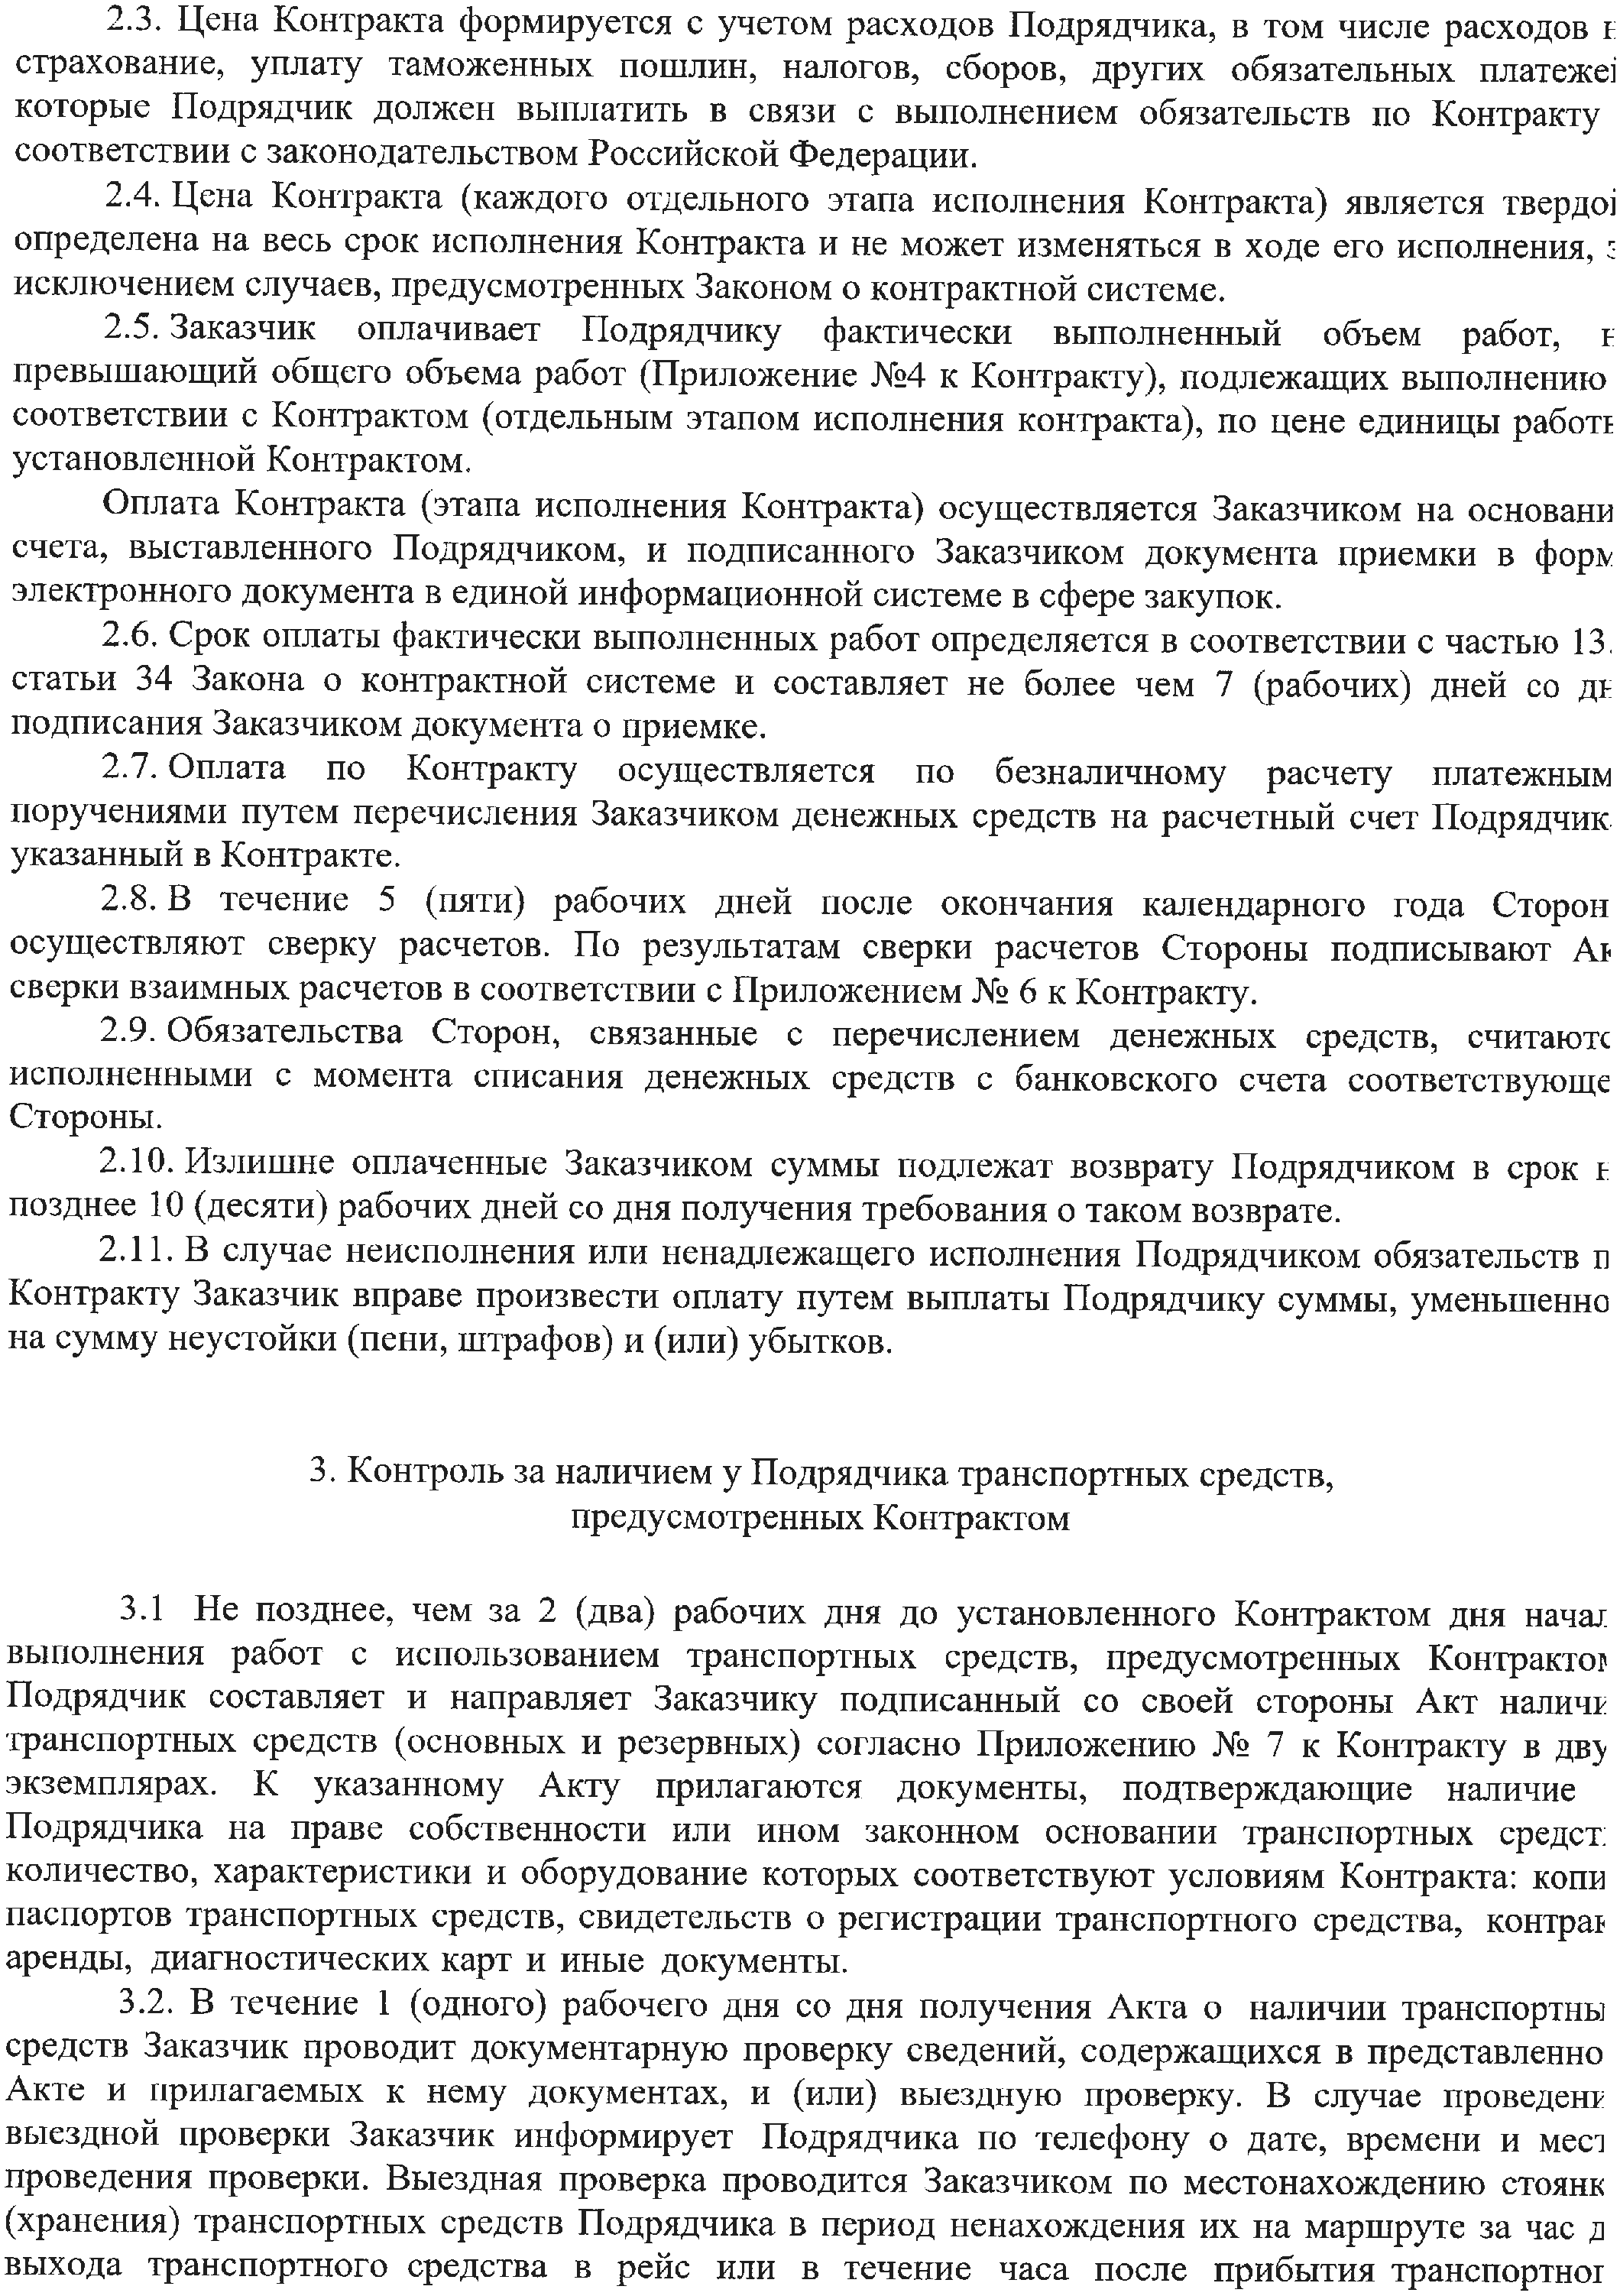 2.3. Цена Контракта формируется с учетом расходов Подрядчика, в том числе расходов
страхование, уплату таможенных пошлин, налогов, сборов, других обязательных платеже
которые Подрядчик должен выплатить в связи с выполнением обязательств по Контракту
соответствии с законодательством Российской Федерации.
2.4. Цена Контракта (каждого отдельного этапа исполнения Контракта) является твердо
определена на весь срок исполнения Контракта и не может изменяться в ходе его исполнения,
исключением случаев, предусмотренных Законом о контрактной системе.
2.5. Заказчик оплачивает Подрядчику фактически выполненный объем работ,
превышающий общего объема работ (Приложение №4 к Контракту), подлежащих выполнению
соответствии с Контрактом (отдельным этапом исполнения контракта), по цене единицы работ
установленной Контрактом.
Оплата Контракта (этапа исполнения Контракта) осуществляется Заказчиком на основани
счета, выставленного Подрядчиком, и подписанного Заказчиком документа приемки в форм
электронного документа в единой информационной системе в сфере закупок.
2.6. Срок оплаты фактически выполненных работ определяется в соответствии с частью 13.
статьи 34 Закона о контрактной системе и составляет не более чем 7 (рабочих) дней со дн
подписания Заказчиком документа о приемке.
2.7. Оплата по Контракту осуществляется по безналичному расчету платежным
поручениями путем перечисления Заказчиком денежных средств на расчетный счет Подрядчик
указанный в Контракте.
2.8. В течение 5 (пяти) рабочих дней после окончания календарного года Сторон
осуществляют сверку расчетов. По результатам сверки расчетов Стороны подписывают Ак
сверки взаимных расчетов в соответствии с Приложением № 6 к Контракту.
2.9. Обязательства Сторон, связанные с перечислением денежных средств, считаютс
исполненными с момента списания денежных средств с банковского счета соответствующе
Стороны.
2.10. Излишне оплаченные Заказчиком суммы подлежат возврату Подрядчиком в срок н
позднее 10 (десяти) рабочих дней со дня получения требования о таком возврате.
2.11. В случае неисполнения или ненадлежащего исполнения Подрядчиком обязательств п
Контракту Заказчик вправе произвести оплату путем выплаты Подрядчику суммы, уменьшенно
на сумму неустойки (пени, штрафов) и (или) убытков.
3. Контроль за наличием у Подрядчика транспортных средств,
предусмотренных Контрактом
3.1 Не позднее, чем за 2 (два) рабочих дня до установленного Контрактом дня начал
выполнения работ с использованием транспортных средств, предусмотренных Контрактом
Подрядчик составляет и направляет Заказчику подписанный со своей стороны Акт наличи
транспортных средств (основных и резервных) согласно Приложению № 7 к Контракту в дву
экземплярах. К указанному Акту прилагаются документы, подтверждающие наличие
Подрядчика на праве собственности или ином законном основании транспортных средст
количество, характеристики и оборудование которых соответствуют условиям Контракта: копи
паспортов транспортных средств, свидетельств о регистрации транспортного средства, контрак
аренды, диагностических карт и иные документы.
3.2. В течение 1 (одного) рабочего дня со дня получения Акта о наличии транспортны
средств Заказчик проводит документарную проверку сведений, содержащихся в представленно
Акте и прилагаемых к нему документах, и (или) выездную проверку. В случае проведени
выездной проверки Заказчик информирует Подрядчика по телефону о дате, времени и мест
проведения проверки. Выездная проверка проводится Заказчиком по местонахождению стоянк
(хранения) транспортных средств Подрядчика в период ненахождения их на маршруте за час д
выхода транспортного средства в рейс или в течение часа после прибытия транспортног